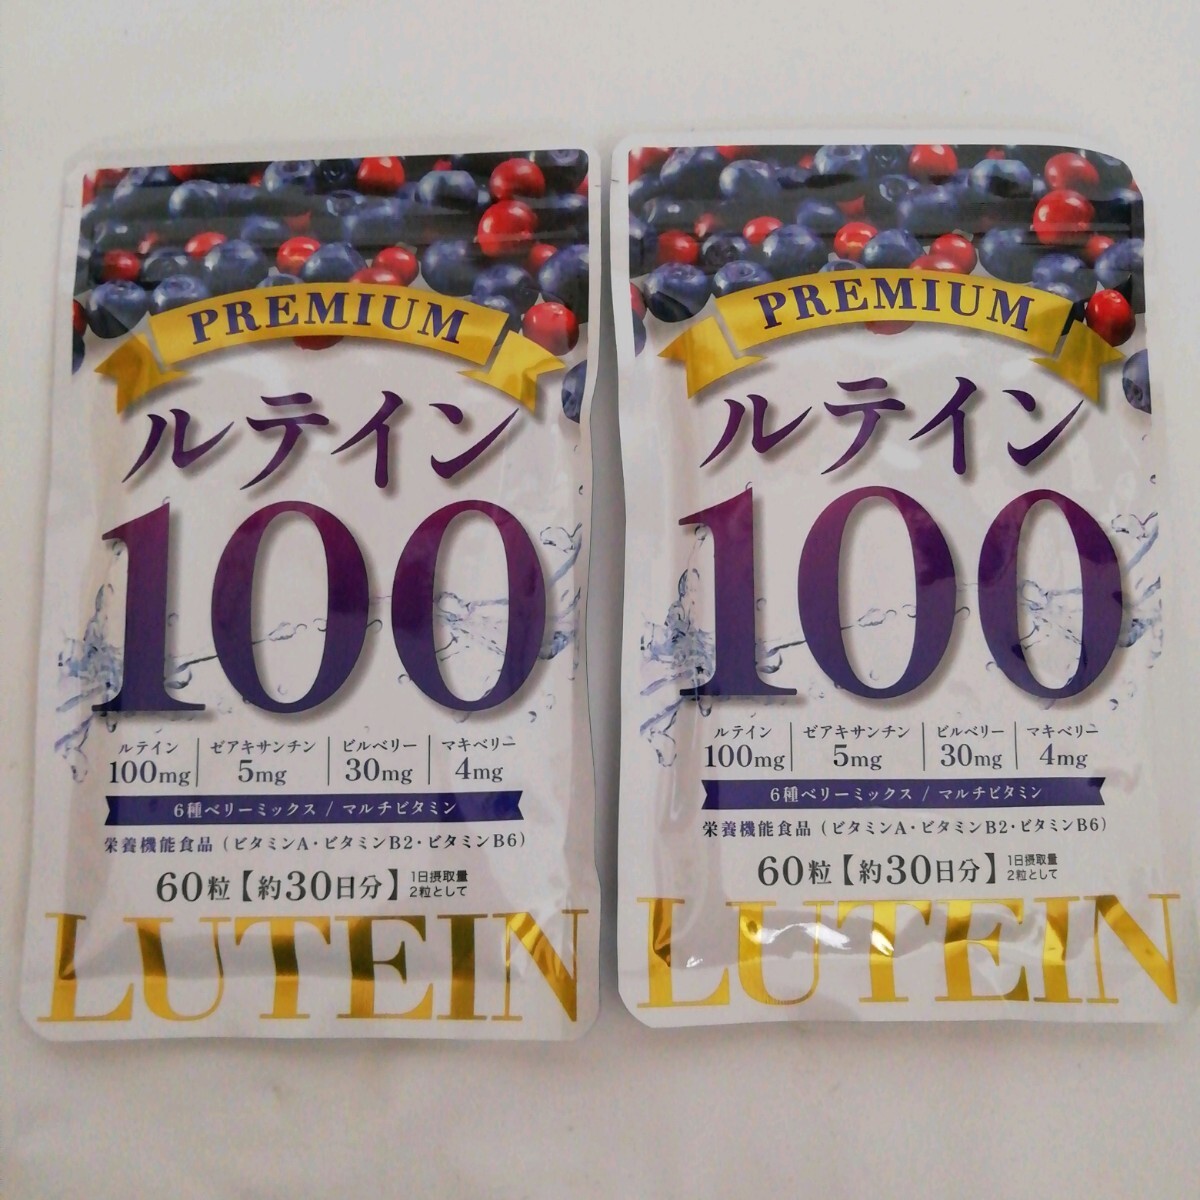 PREMIUM
ルテイン
100
ルテイン
100mg
ゼアキサンチン
5mg
ビルベリー
30mg
マキベリー
4mg
6種ベリーミックス / マルチビタミン
栄養機能食品（ビタミンA・ビタミンB2・ビタミンB6）
60粒【約30日分】
1日摂取量
2粒として
LUTEIN
PREMIUM
ルテイン
100
ルテイン
100mg
ゼアキサンチン
5mg
ビルベリー
30mg
マキベリー
4mg
6種ベリーミックス / マルチビタミン
栄養機能食品（ビタミンA・ビタミンB2・ビタミンB6）
60粒【約30日分】
1日摂取量
2粒として
LUTEIN